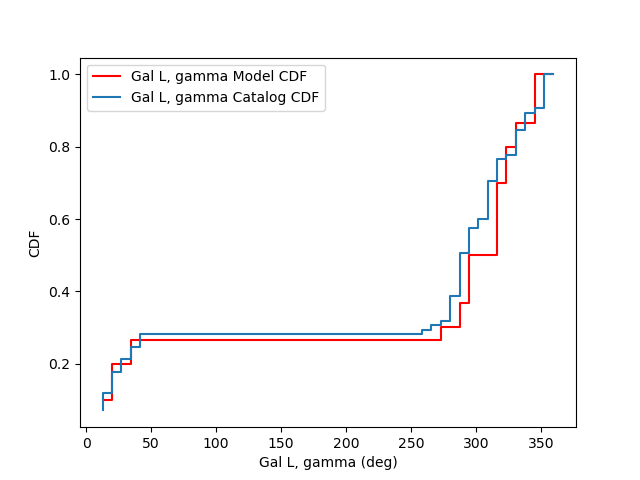 Gal L, gamma Model CDF
Gal L, gamma Catalog CDF
1.0
0.8
0.6
0.4
0.2
CDF
0 50 100 150 200 250 300 350
Gal L, gamma (deg)